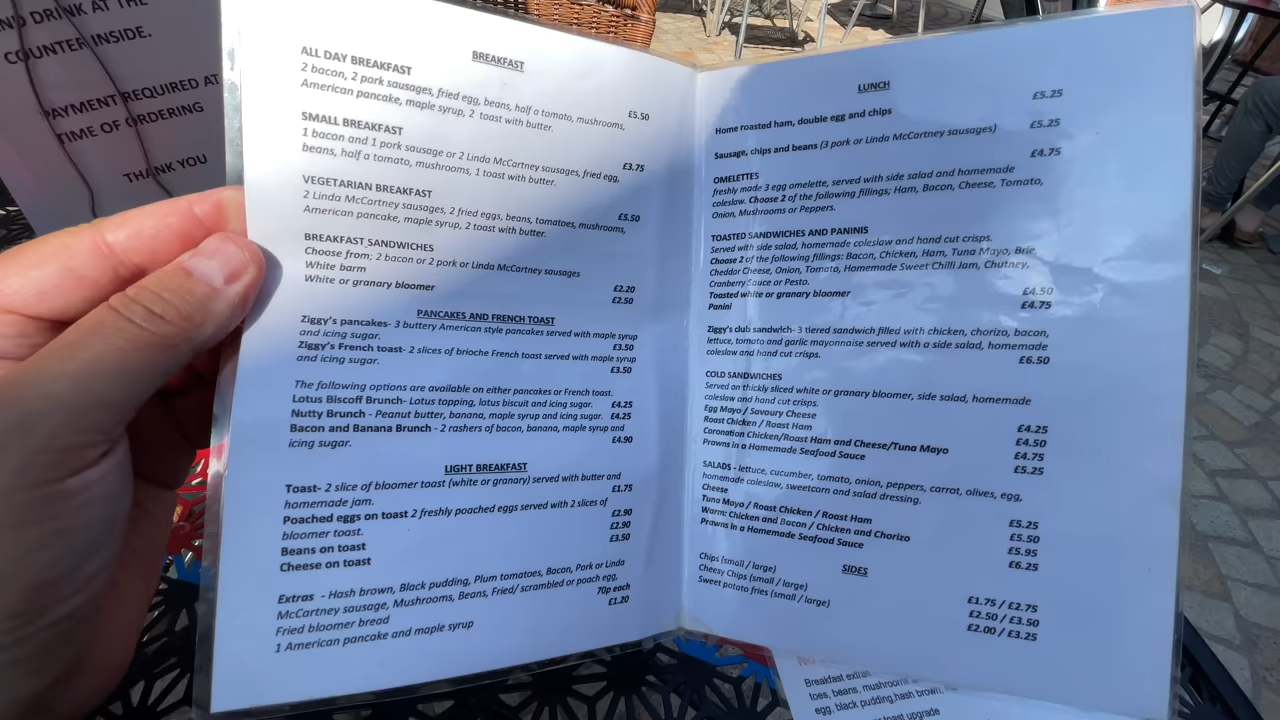 ND DRINK AT THE
COUNTER INSIDE.
PAYMENT REQUIRED AT
TIME OF ORDERING
THANK YOU
BREAKFAST
ALL DAY BREAKFAST
2 bacon, 2 pork sausages, fried egg, beans, half a tomato, mushrooms,
American pancake, maple syrup, 2 toast with butter. £5.50
SMALL BREAKFAST
1 bacon and 1 pork sausage or 2 Linda McCartney sausages, fried egg,
beans, half a tomato, mushrooms, 1 toast with butter. £3.75
VEGETARIAN BREAKFAST
2 Linda McCartney sausages, 2 fried eggs, beans, tomatoes, mushrooms,
American pancake, maple syrup, 2 toast with butter. £5.50
BREAKFAST SANDWICHES
Choose from; 2 bacon or 2 pork or Linda McCartney sausages
White barm £2.20
White or granary bloomer £2.50
PANCAKES AND FRENCH TOAST
Ziggy's pancakes- 3 buttery American style pancakes served with maple syrup
and icing sugar. £3.50
Ziggy's French toast- 2 slices of brioche French toast served with maple syrup
and icing sugar. £3.50
The following options are available on either pancakes or French toast.
Lotus Biscoff Brunch- Lotus topping, lotus biscuit and icing sugar. £4.25
Nutty Brunch - Peanut butter, banana, maple syrup and icing sugar. £4.25
Bacon and Banana Brunch - 2 rashers of bacon, banana, maple syrup and
icing sugar. £4.90
LIGHT BREAKFAST
Toast- 2 slice of bloomer toast (white or granary) served with butter and
homemade jam. £1.75
Poached eggs on toast 2 freshly poached eggs served with 2 slices of
bloomer toast. £2.90
Beans on toast £2.90
Cheese on toast £3.50
Extras - Hash brown, Black pudding, Plum tomatoes, Bacon, Pork or Linda
McCartney sausage, Mushrooms, Beans, Fried/ scrambled or poach egg,
Fried bloomer bread 70p each
1 American pancake and maple syrup £1.20
LUNCH
Home roasted ham, double egg and chips £5.25
Sausage, chips and beans (3 pork or Linda McCartney sausages) £5.25
OMELETTES £4.75
freshly made 3 egg omelette, served with side salad and homemade
coleslaw. Choose 2 of the following fillings; Ham, Bacon, Cheese, Tomato,
Onion, Mushrooms or Peppers.
TOASTED SANDWICHES AND PANINIS
Served with side salad, homemade coleslaw and hand cut crisps.
Choose 2 of the following fillings: Bacon, Chicken, Ham, Tuna Mayo, Brie,
Cheddar Cheese, Onion, Tomato, Homemade Sweet Chilli Jam, Chutney,
Cranberry Sauce or Pesto.
Toasted white or granary bloomer £4.50
Panini £4.75
Ziggy's club sandwich- 3 tiered sandwich filled with chicken, chorizo, bacon,
lettuce, tomato and garlic mayonnaise served with a side salad, homemade
coleslaw and hand cut crisps. £6.50
COLD SANDWICHES
Served on thickly sliced white or granary bloomer, side salad, homemade
coleslaw and hand cut crisps.
Egg Mayo / Savoury Cheese £4.25
Roast Chicken / Roast Ham £4.50
Coronation Chicken/Roast Ham and Cheese/Tuna Mayo £4.75
Prawns in a Homemade Seafood Sauce £5.25
SALADS - lettuce, cucumber, tomato, onion, peppers, carrot, olives, egg,
homemade coleslaw, sweetcorn and salad dressing.
Cheese £5.25
Tuna Mayo / Roast Chicken / Roast Ham £5.50
Warm: Chicken and Bacon / Chicken and Chorizo £5.95
Prawns in a Homemade Seafood Sauce £6.25
SIDES
Chips (small / large) £1.75 / £2.75
Cheesy Chips (small / large) £2.50 / £3.50
Sweet potato fries (small / large) £2.00 / £3.25
Breakfast extras
toes, beans, mushrooms
egg, black pudding,hash brown,
toast upgrade